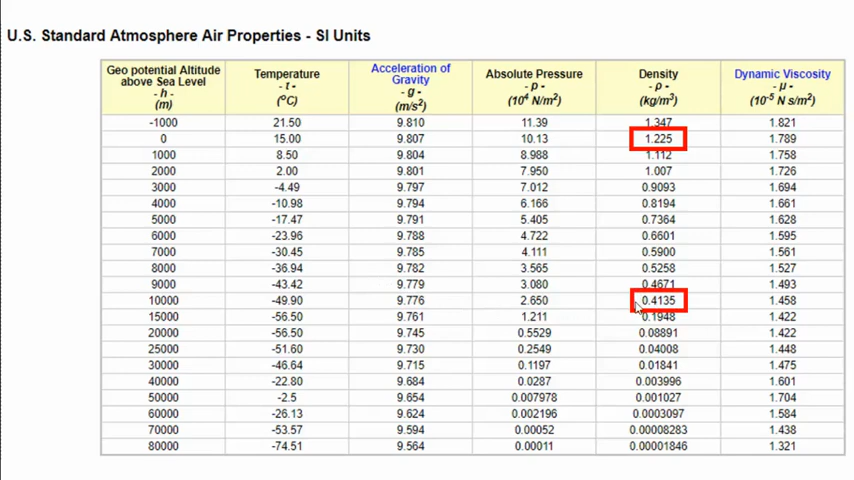 U.S. Standard Atmosphere Air Properties - SI Units
Geo potential Altitude above Sea Level - h - (m) Temperature - t - (°C) Acceleration of Gravity - g - (m/s²) Absolute Pressure - p - (10⁴ N/m²) Density - ρ - (kg/m³) Dynamic Viscosity - μ - (10⁻⁵ N s/m²)
-1000 21.50 9.810 11.39 1.347 1.821
0 15.00 9.807 10.13 1.225 1.789
1000 8.50 9.804 8.988 1.112 1.758
2000 2.00 9.801 7.950 1.007 1.726
3000 -4.49 9.797 7.012 0.9093 1.694
4000 -10.98 9.794 6.166 0.8194 1.661
5000 -17.47 9.791 5.405 0.7364 1.628
6000 -23.96 9.788 4.722 0.6601 1.595
7000 -30.45 9.785 4.111 0.5900 1.561
8000 -36.94 9.782 3.565 0.5258 1.527
9000 -43.42 9.779 3.080 0.4671 1.493
10000 -49.90 9.776 2.650 0.4135 1.458
15000 -56.50 9.761 1.211 0.1948 1.422
20000 -56.50 9.745 0.5529 0.08891 1.422
25000 -51.60 9.730 0.2549 0.04008 1.448
30000 -46.64 9.715 0.1197 0.01841 1.475
40000 -22.80 9.684 0.0287 0.003996 1.601
50000 -2.5 9.654 0.007978 0.001027 1.704
60000 -26.13 9.624 0.002196 0.0003097 1.584
70000 -53.57 9.594 0.00052 0.00008283 1.438
80000 -74.51 9.564 0.00011 0.00001846 1.321